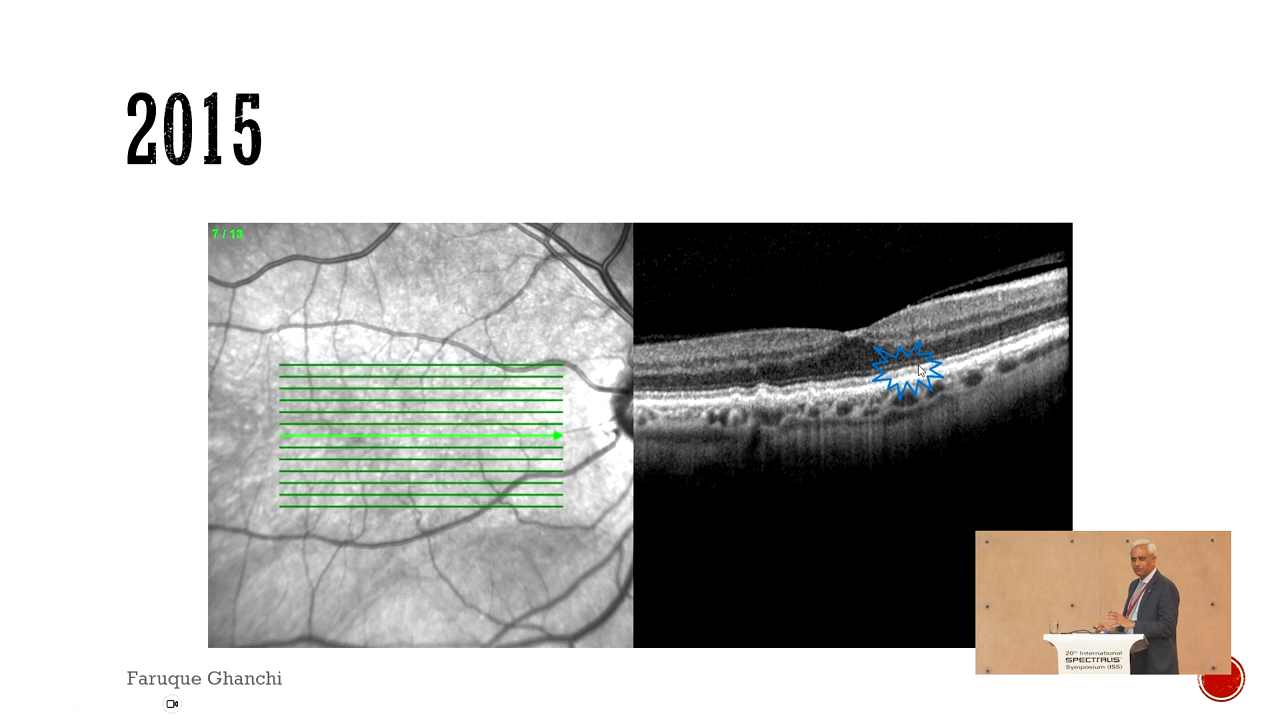 2015
7 / 13
20th International
SPECTRALIS
Symposium (ISS)
Faruque Ghanchi